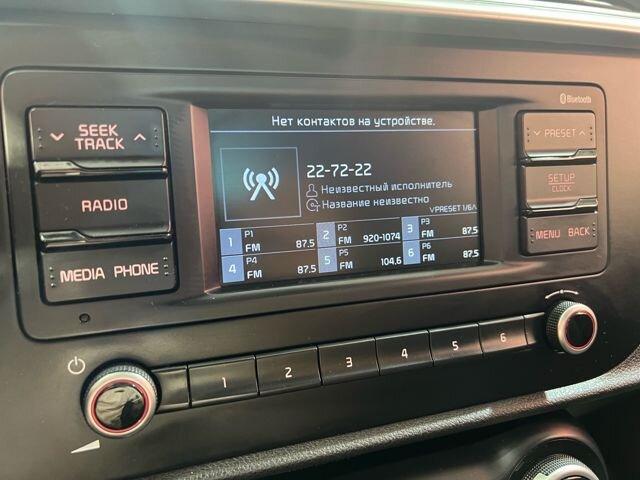 Bluetooth
SEEK
TRACK
RADIO
MEDIA PHONE
Нет контактов на устройстве.
22-72-22
Неизвестный исполнитель
Название неизвестно
PRESET 1/6
1 P1 FM 87.5
2 P2 FM 920-1074
3 P3 FM 87.5
4 P4 FM 87.5
5 P5 FM 104.6
6 P6 FM 87.5
PRESET
SETUP
CLOCK
MENU BACK
1 2 3 4 5 6